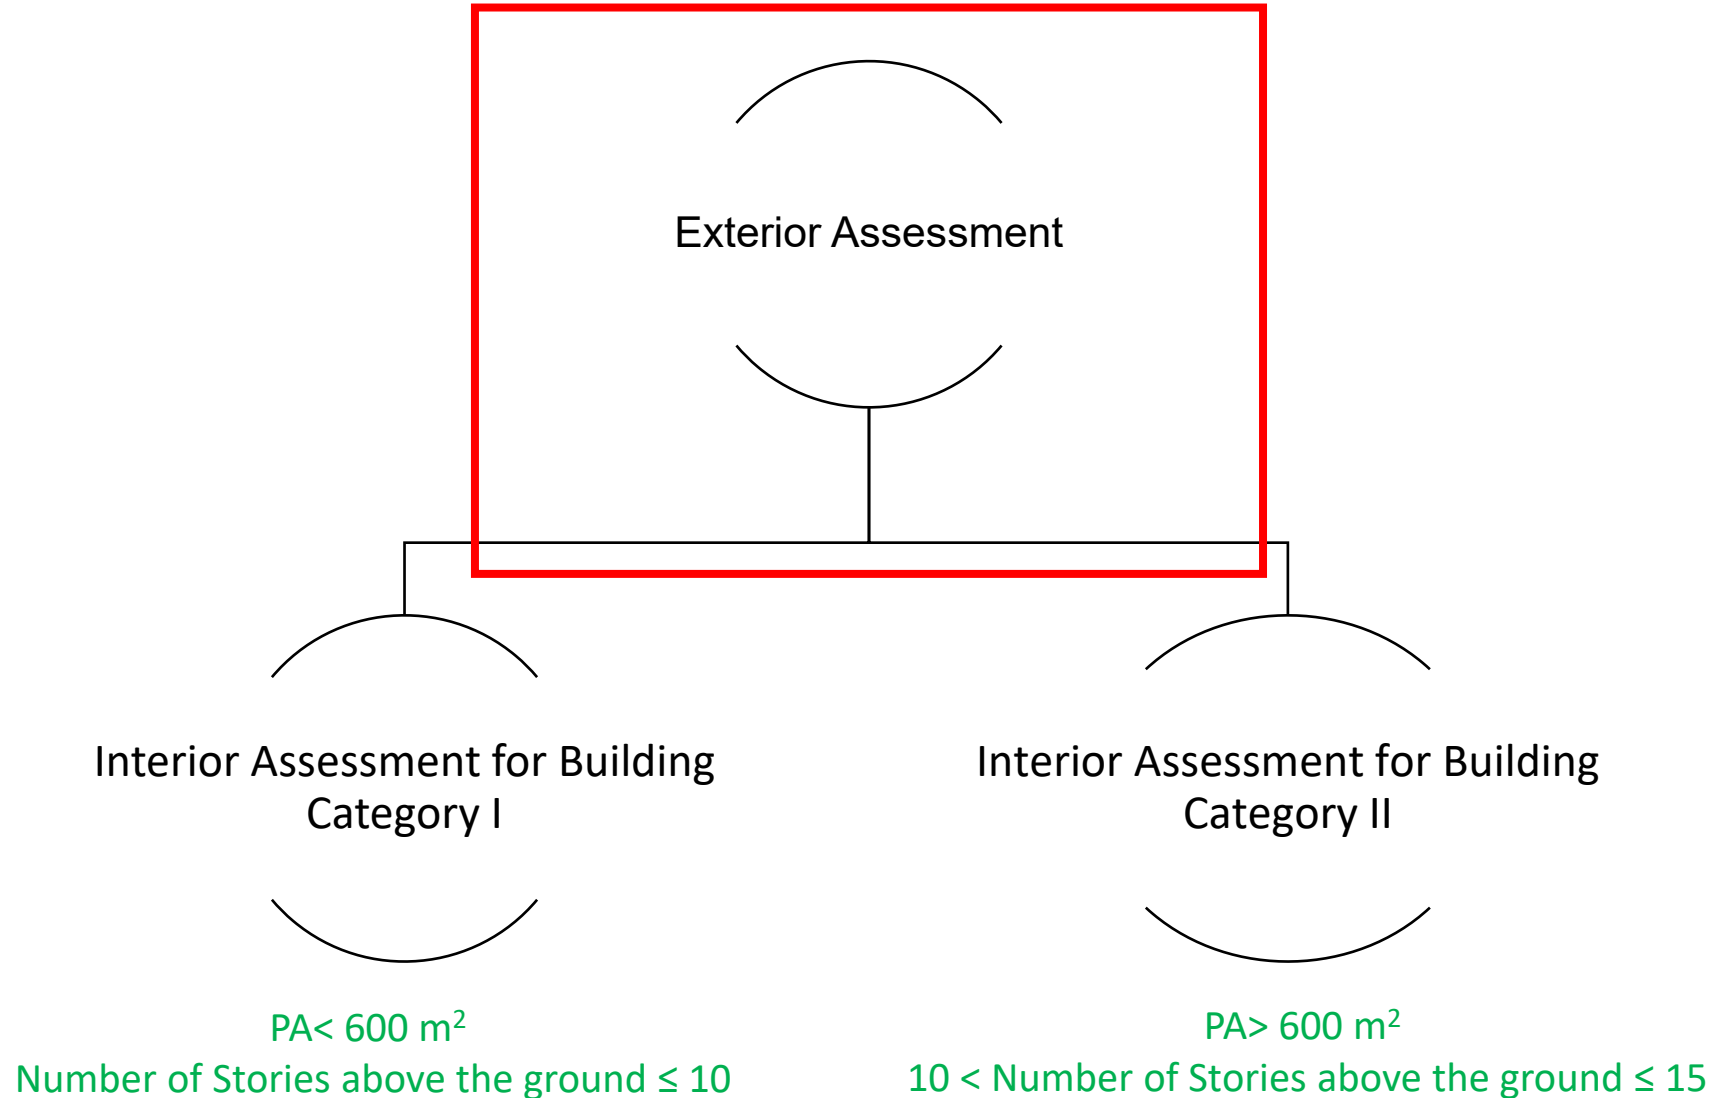 Exterior Assessment
Interior Assessment for Building
Category I
Interior Assessment for Building
Category II
PA< 600 m²
Number of Stories above the ground ≤ 10
PA> 600 m²
10 < Number of Stories above the ground ≤ 15